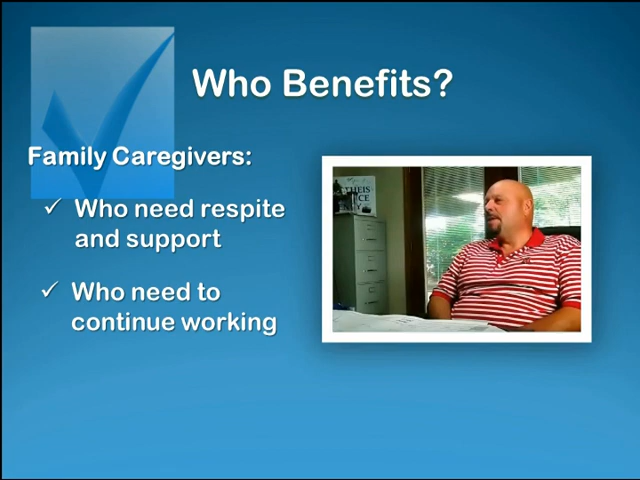 Who Benefits?
Family Caregivers:
Who need respite
and support
Who need to
continue working